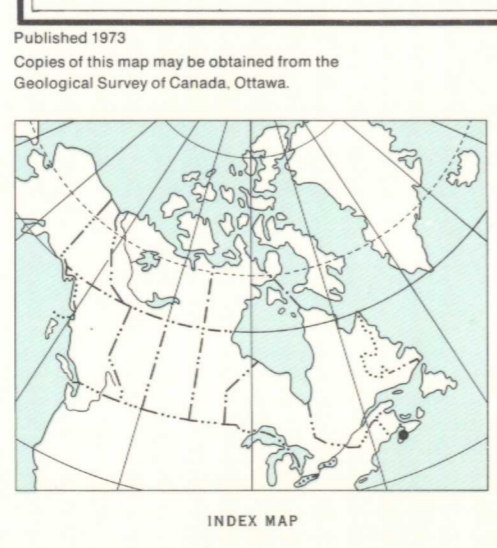 Published 1973
Copies of this map may be obtained from the
Geological Survey of Canada, Ottawa.
INDEX MAP